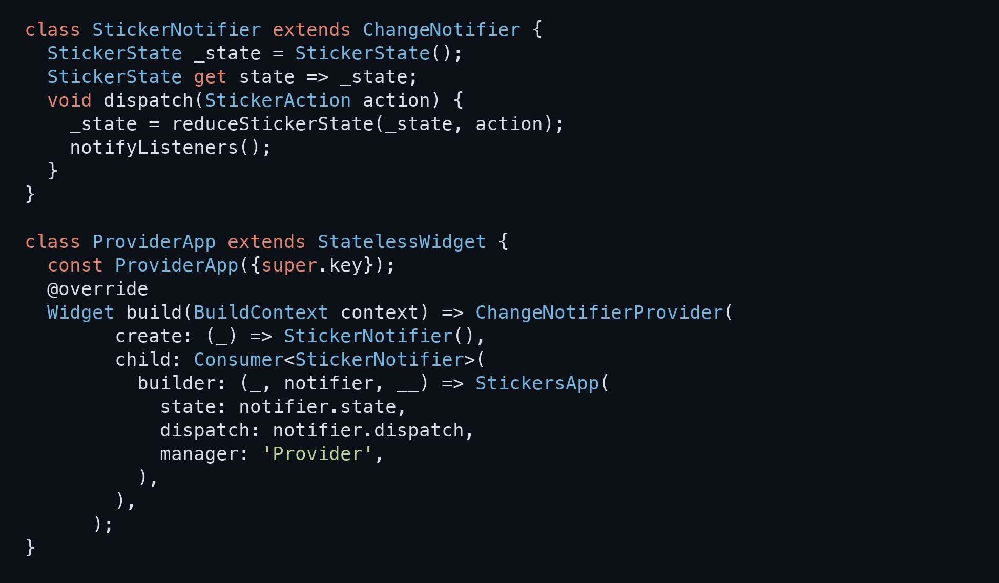 class StickerNotifier extends ChangeNotifier {
  StickerState _state = StickerState();
  StickerState get state => _state;
  void dispatch(StickerAction action) {
    _state = reduceStickerState(_state, action);
    notifyListeners();
  }
}

class ProviderApp extends StatelessWidget {
  const ProviderApp({super.key});
  @override
  Widget build(BuildContext context) => ChangeNotifierProvider(
        create: (_) => StickerNotifier(),
        child: Consumer<StickerNotifier>(
          builder: (_, notifier, __) => StickersApp(
            state: notifier.state,
            dispatch: notifier.dispatch,
            manager: 'Provider',
          ),
        ),
      );
}